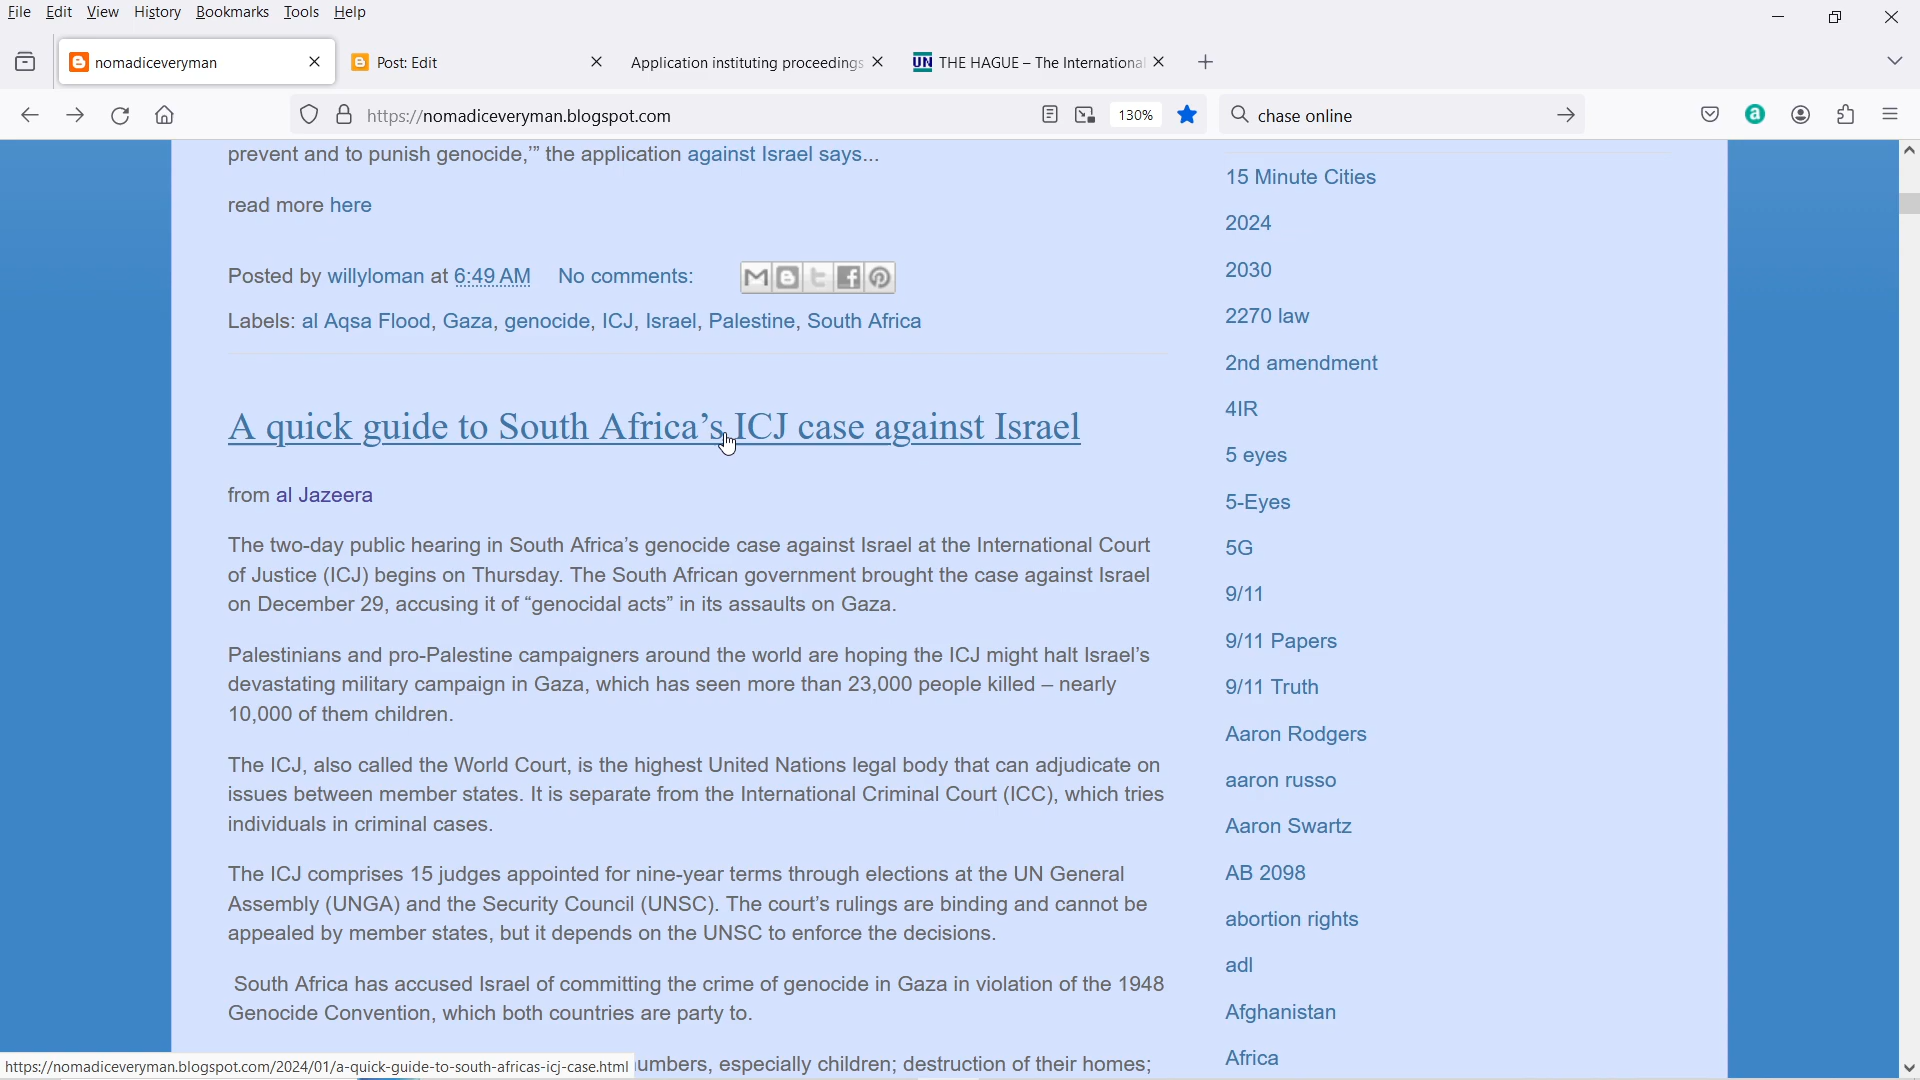 File Edit View History Bookmarks Tools Help
nomadiceveryman
Post: Edit
Application instituting proceedings
UN THE HAGUE – The International
https://nomadiceveryman.blogspot.com
130%
chase online
prevent and to punish genocide,'” the application against Israel says...
read more here
Posted by willyloman at 6:49 AM No comments:
Labels: al Aqsa Flood, Gaza, genocide, ICJ, Israel, Palestine, South Africa
A quick guide to South Africa’s ICJ case against Israel
from al Jazeera
The two-day public hearing in South Africa’s genocide case against Israel at the International Court
of Justice (ICJ) begins on Thursday. The South African government brought the case against Israel
on December 29, accusing it of “genocidal acts” in its assaults on Gaza.
Palestinians and pro-Palestine campaigners around the world are hoping the ICJ might halt Israel’s
devastating military campaign in Gaza, which has seen more than 23,000 people killed – nearly
10,000 of them children.
The ICJ, also called the World Court, is the highest United Nations legal body that can adjudicate on
issues between member states. It is separate from the International Criminal Court (ICC), which tries
individuals in criminal cases.
The ICJ comprises 15 judges appointed for nine-year terms through elections at the UN General
Assembly (UNGA) and the Security Council (UNSC). The court’s rulings are binding and cannot be
appealed by member states, but it depends on the UNSC to enforce the decisions.
South Africa has accused Israel of committing the crime of genocide in Gaza in violation of the 1948
Genocide Convention, which both countries are party to.
umbers, especially children; destruction of their homes;
https://nomadiceveryman.blogspot.com/2024/01/a-quick-guide-to-south-africas-icj-case.html
15 Minute Cities
2024
2030
2270 law
2nd amendment
4IR
5 eyes
5-Eyes
5G
9/11
9/11 Papers
9/11 Truth
Aaron Rodgers
aaron russo
Aaron Swartz
AB 2098
abortion rights
adl
Afghanistan
Africa